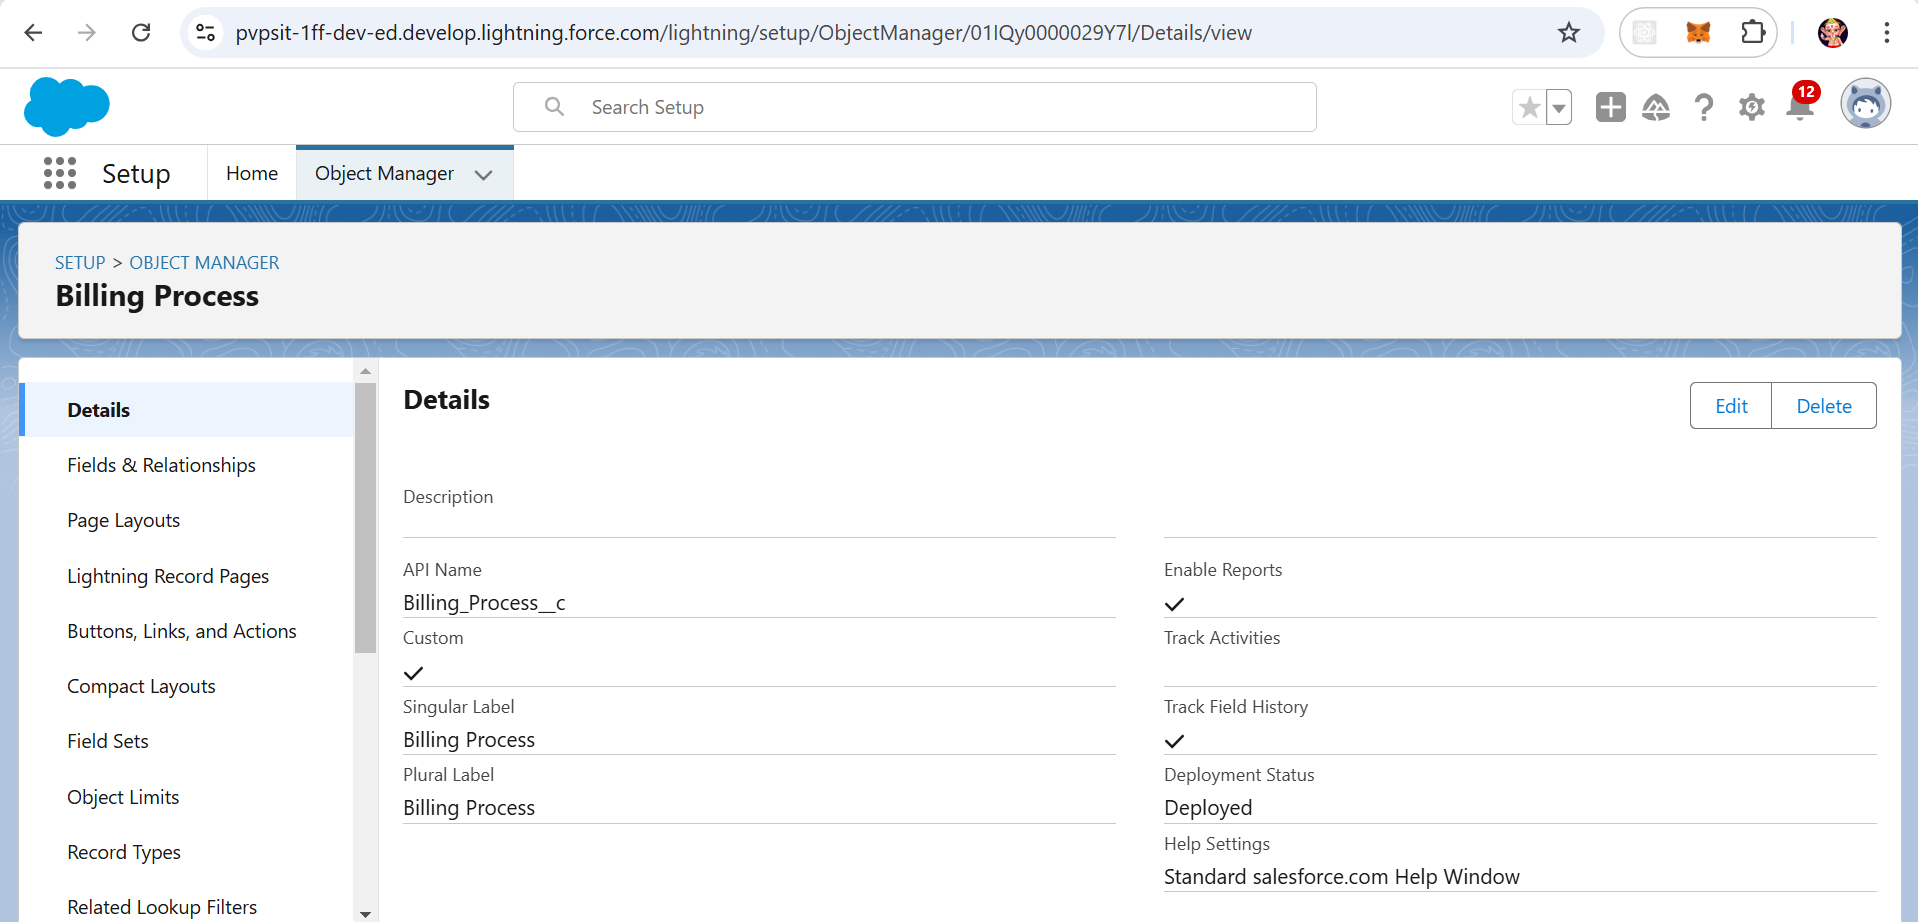 pvpsit-1ff-dev-ed.develop.lightning.force.com/lightning/setup/ObjectManager/01IQy0000029Y7l/Details/view
Search Setup
12
Setup
Home
Object Manager
SETUP > OBJECT MANAGER
Billing Process
Details
Fields & Relationships
Page Layouts
Lightning Record Pages
Buttons, Links, and Actions
Compact Layouts
Field Sets
Object Limits
Record Types
Related Lookup Filters
Details
Edit
Delete
Description
API Name
Billing_Process__c
Custom
Singular Label
Billing Process
Plural Label
Billing Process
Enable Reports
Track Activities
Track Field History
Deployment Status
Deployed
Help Settings
Standard salesforce.com Help Window